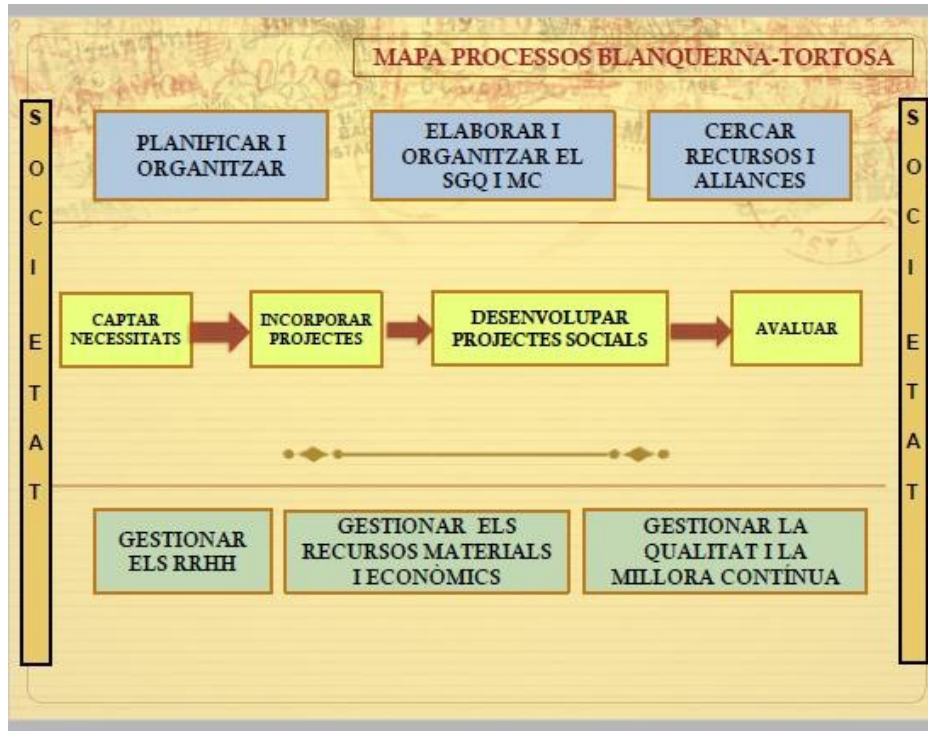 MAPA PROCESSOS BLANQUERNA-TORTOSA
S
O
C
I
E
T
A
T
PLANIFICAR I
ORGANITZAR
ELABORAR I
ORGANITZAR EL
SGQ I MC
CERCAR
RECURSOS I
ALIANCES
CAPTAR
NECESSITATS
INCORPORAR
PROJECTES
DESENVOLUPAR
PROJECTES SOCIALS
AVALUAR
GESTIONAR
ELS RRHH
GESTIONAR ELS
RECURSOS MATERIALS
I ECONÒMICS
GESTIONAR LA
QUALITAT I LA
MILLORA CONTÍNUA
S
O
C
I
E
T
A
T